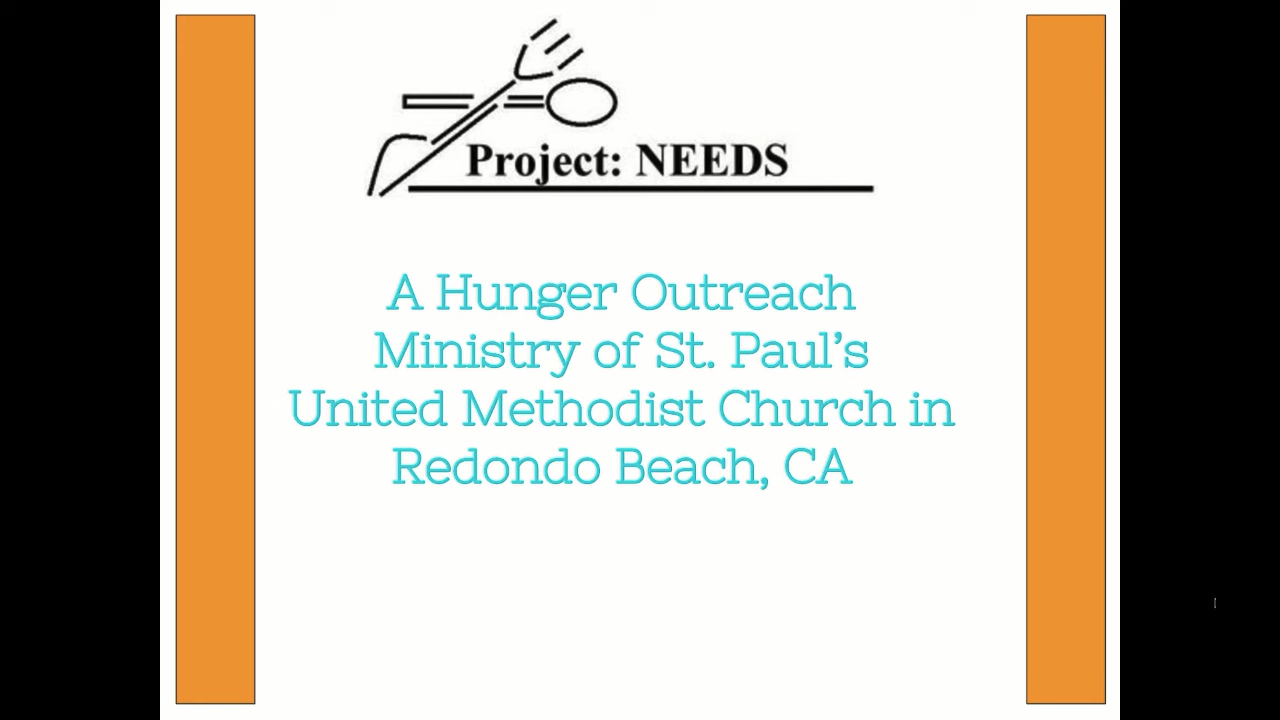 Project: NEEDS
A Hunger Outreach
Ministry of St. Paul’s
United Methodist Church in
Redondo Beach, CA